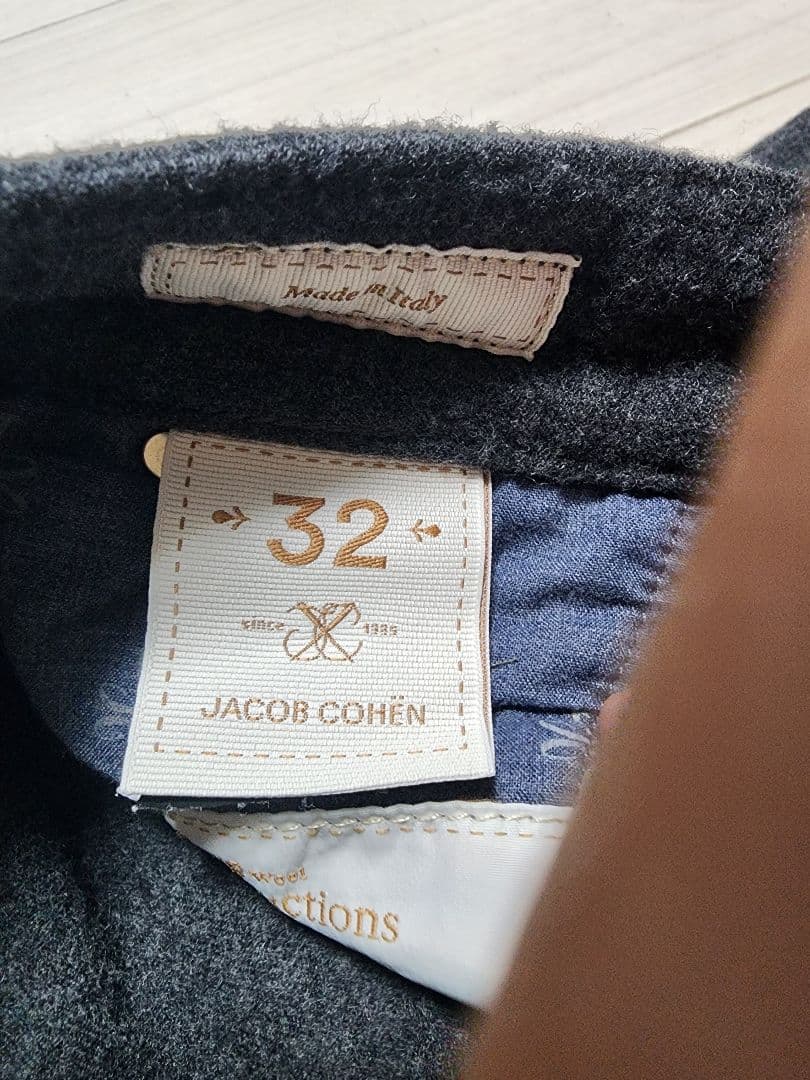 Made in Italy
32
since 1985
JACOB COHËN
wool
ctions